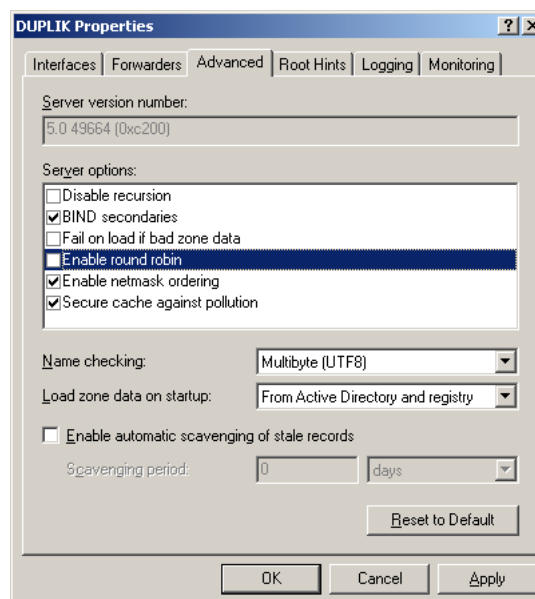 DUPLIK Properties
Interfaces Forwarders Advanced Root Hints Logging Monitoring
Server version number:
5.0 49664 (0xc200)
Server options:
Disable recursion
BIND secondaries
Fail on load if bad zone data
Enable round robin
Enable netmask ordering
Secure cache against pollution
Name checking: Multibyte (UTF8)
Load zone data on startup: From Active Directory and registry
Enable automatic scavenging of stale records
Scavenging period: 0 days
Reset to Default
OK Cancel Apply